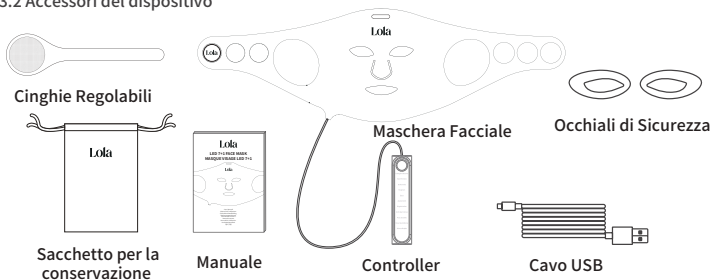 3.2 Accessori del dispositivo
Lola
Lola
Cinghie Regolabili
Maschera Facciale
Occhiali di Sicurezza
Lola
Lola
LED 7+1 FACE MASK
MASQUE VISAGE LED 7+1
Lola
Sacchetto per la
conservazione
Manuale
Controller
Cavo USB